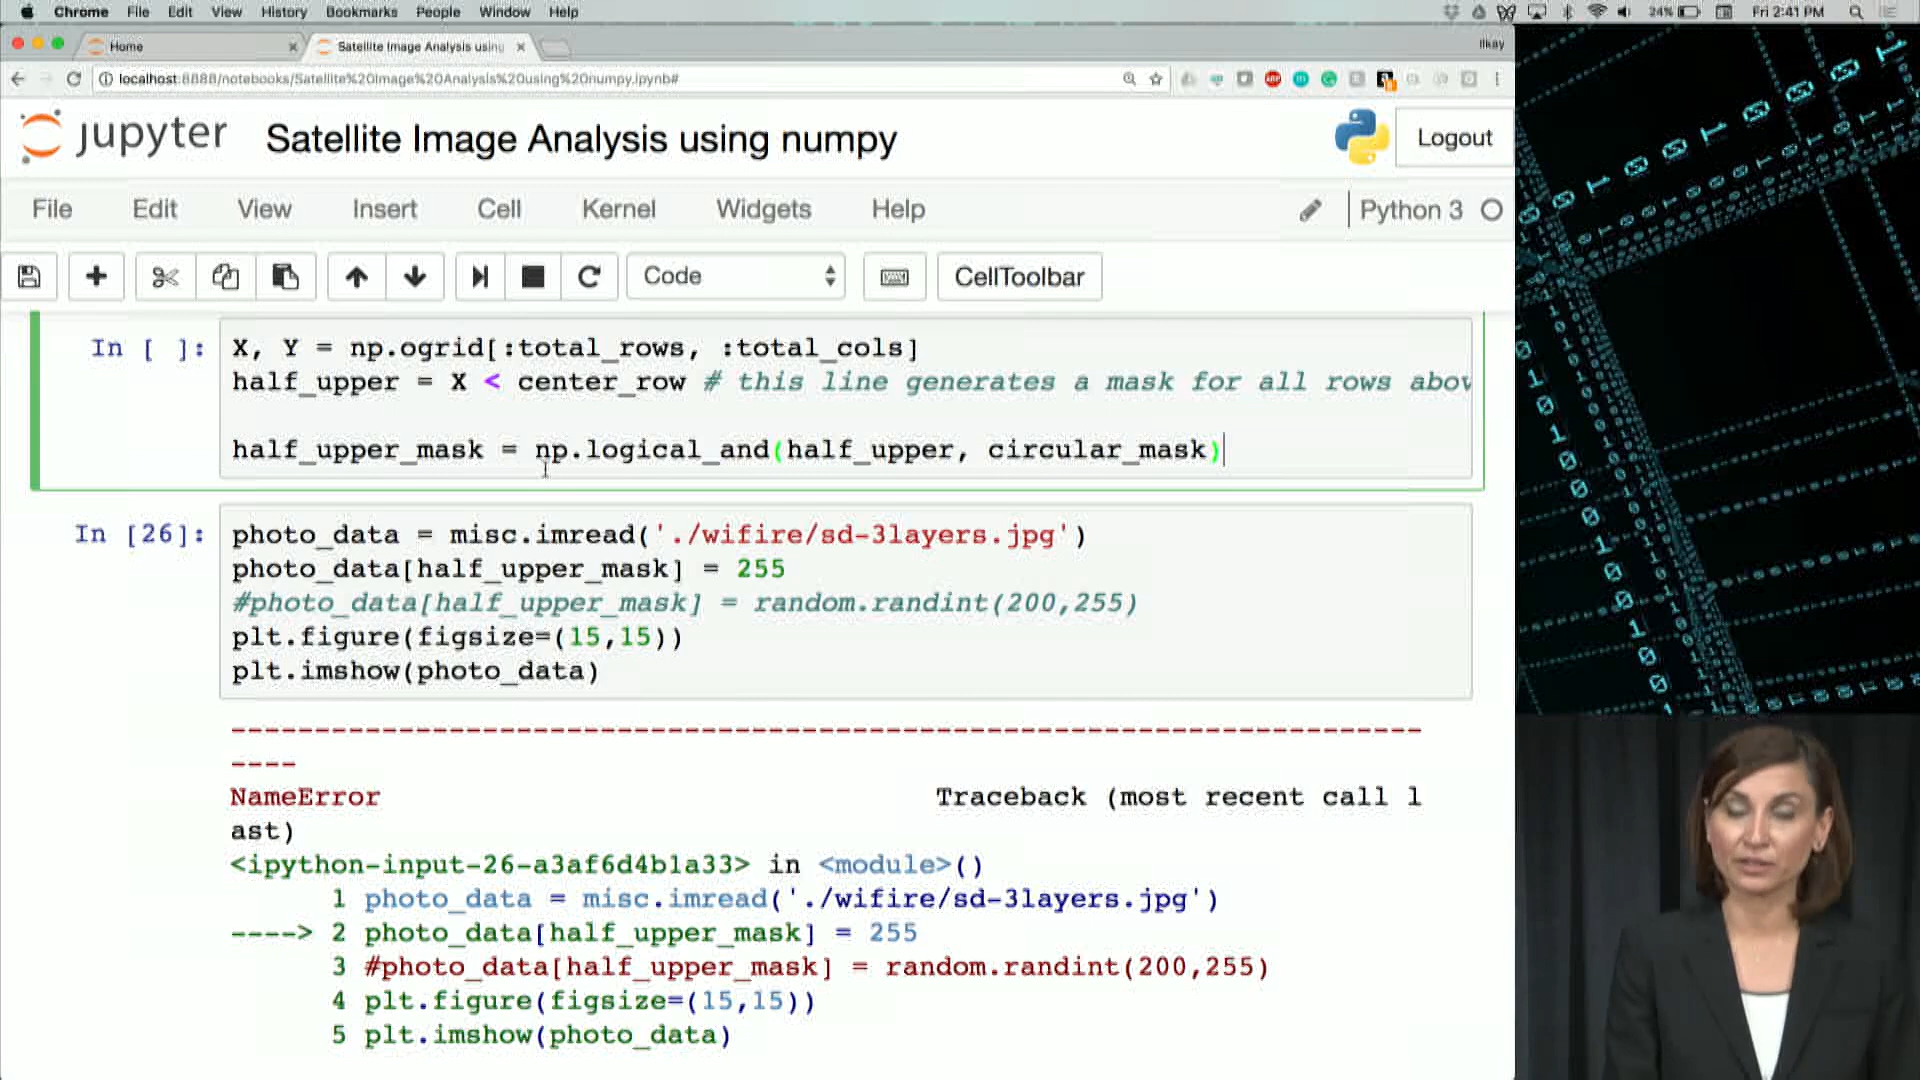 Chrome File Edit View History Bookmarks People Window Help 24% Fri 2:41 PM
Home Satellite Image Analysis using Ilkay
localhost:8888/notebooks/Satellite%20Image%20Analysis%20using%20numpy.ipynb#
jupyter Satellite Image Analysis using numpy Logout
File Edit View Insert Cell Kernel Widgets Help Python 3
Code CellToolbar
In [ ]: X, Y = np.ogrid[:total_rows, :total_cols]
half_upper = X < center_row # this line generates a mask for all rows abov
half_upper_mask = np.logical_and(half_upper, circular_mask)
In [26]: photo_data = misc.imread('./wifire/sd-3layers.jpg')
photo_data[half_upper_mask] = 255
#photo_data[half_upper_mask] = random.randint(200,255)
plt.figure(figsize=(15,15))
plt.imshow(photo_data)
---------------------------------------------------------------------------
----
NameError Traceback (most recent call l
ast)
<ipython-input-26-a3af6d4b1a33> in <module>()
1 photo_data = misc.imread('./wifire/sd-3layers.jpg')
----> 2 photo_data[half_upper_mask] = 255
3 #photo_data[half_upper_mask] = random.randint(200,255)
4 plt.figure(figsize=(15,15))
5 plt.imshow(photo_data)